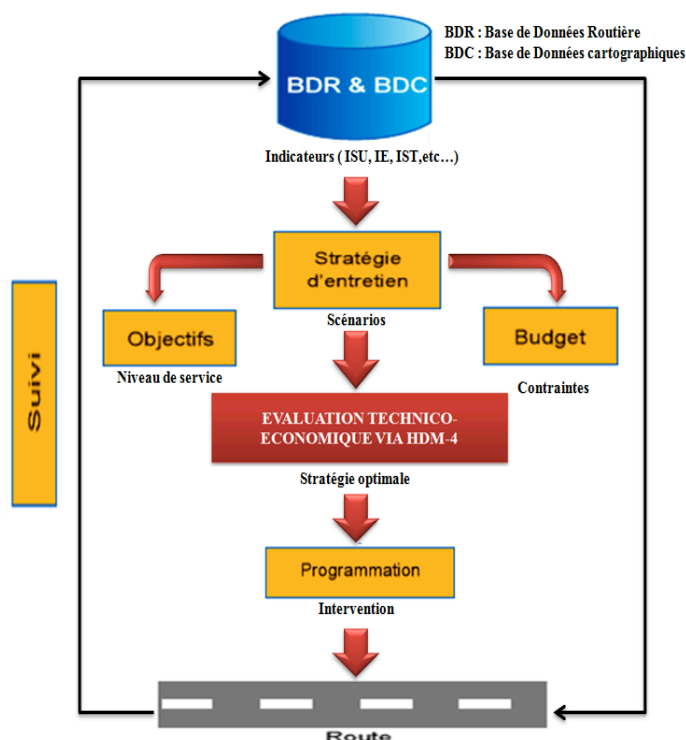 BDR : Base de Données Routière
BDC : Base de Données cartographiques
BDR & BDC
Indicateurs ( ISU, IE, IST,etc…)
Stratégie
d'entretien
Scénarios
Objectifs
Niveau de service
Budget
Contraintes
Suivi
EVALUATION TECHNICO-
ECONOMIQUE VIA HDM-4
Stratégie optimale
Programmation
Intervention
Route